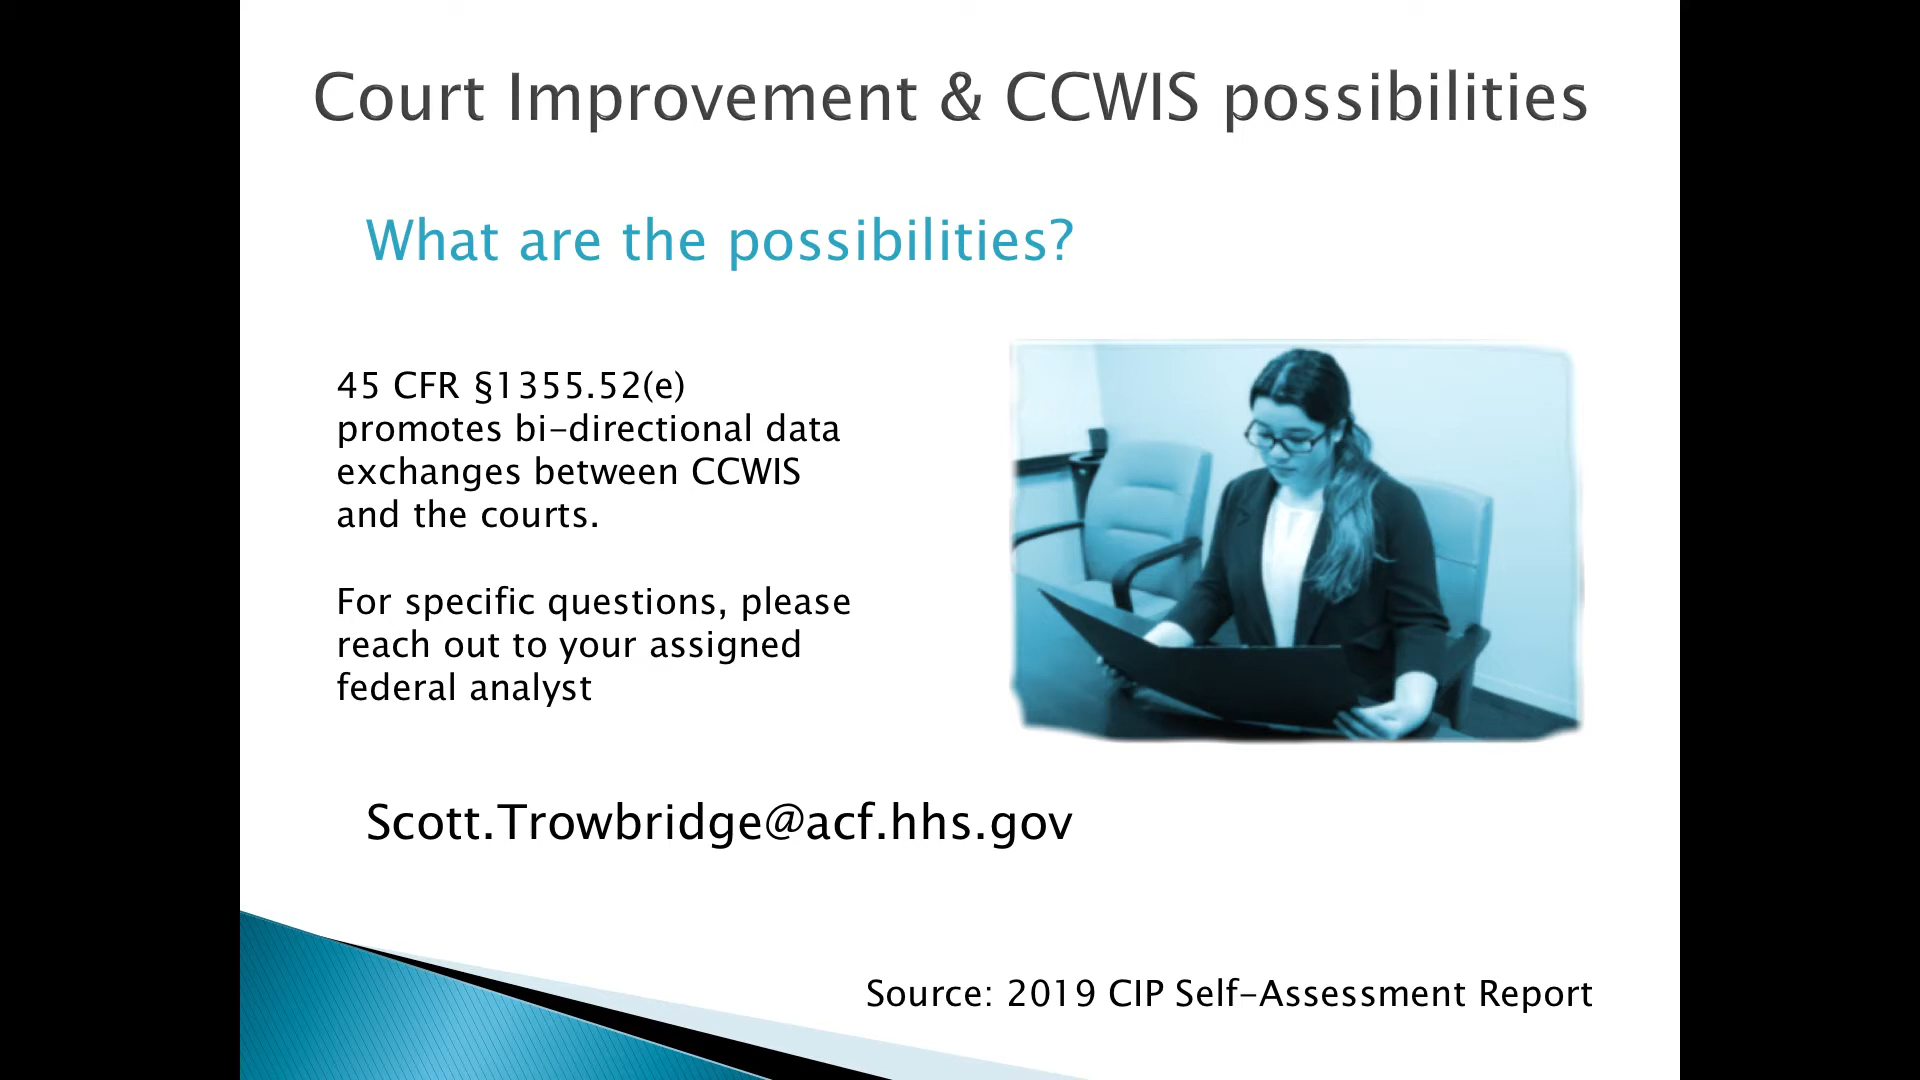 Court Improvement & CCWIS possibilities
What are the possibilities?
45 CFR §1355.52(e)
promotes bi-directional data
exchanges between CCWIS
and the courts.
For specific questions, please
reach out to your assigned
federal analyst
Scott.Trowbridge@acf.hhs.gov
Source: 2019 CIP Self-Assessment Report